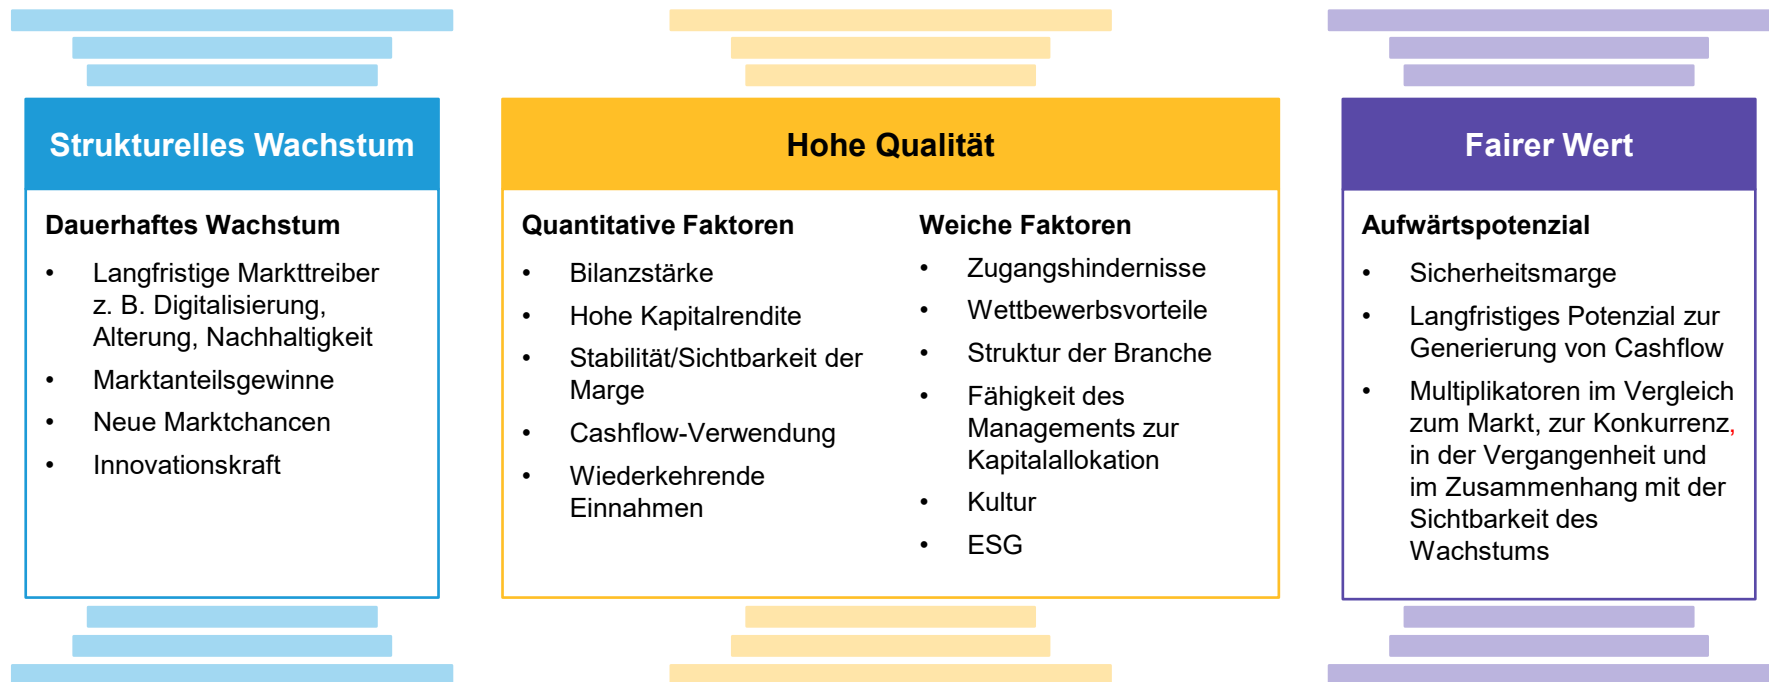 Strukturelles Wachstum
Dauerhaftes Wachstum
• Langfristige Markttreiber
z. B. Digitalisierung,
Alterung, Nachhaltigkeit
• Marktanteilsgewinne
• Neue Marktchancen
• Innovationskraft
Hohe Qualität
Quantitative Faktoren
• Bilanzstärke
• Hohe Kapitalrendite
• Stabilität/Sichtbarkeit der
Marge
• Cashflow-Verwendung
• Wiederkehrende
Einnahmen
Weiche Faktoren
• Zugangshindernisse
• Wettbewerbsvorteile
• Struktur der Branche
• Fähigkeit des
Managements zur
Kapitalallokation
• Kultur
• ESG
Fairer Wert
Aufwärtspotenzial
• Sicherheitsmarge
• Langfristiges Potenzial zur
Generierung von Cashflow
• Multiplikatoren im Vergleich
zum Markt, zur Konkurrenz,
in der Vergangenheit und
im Zusammenhang mit der
Sichtbarkeit des
Wachstums